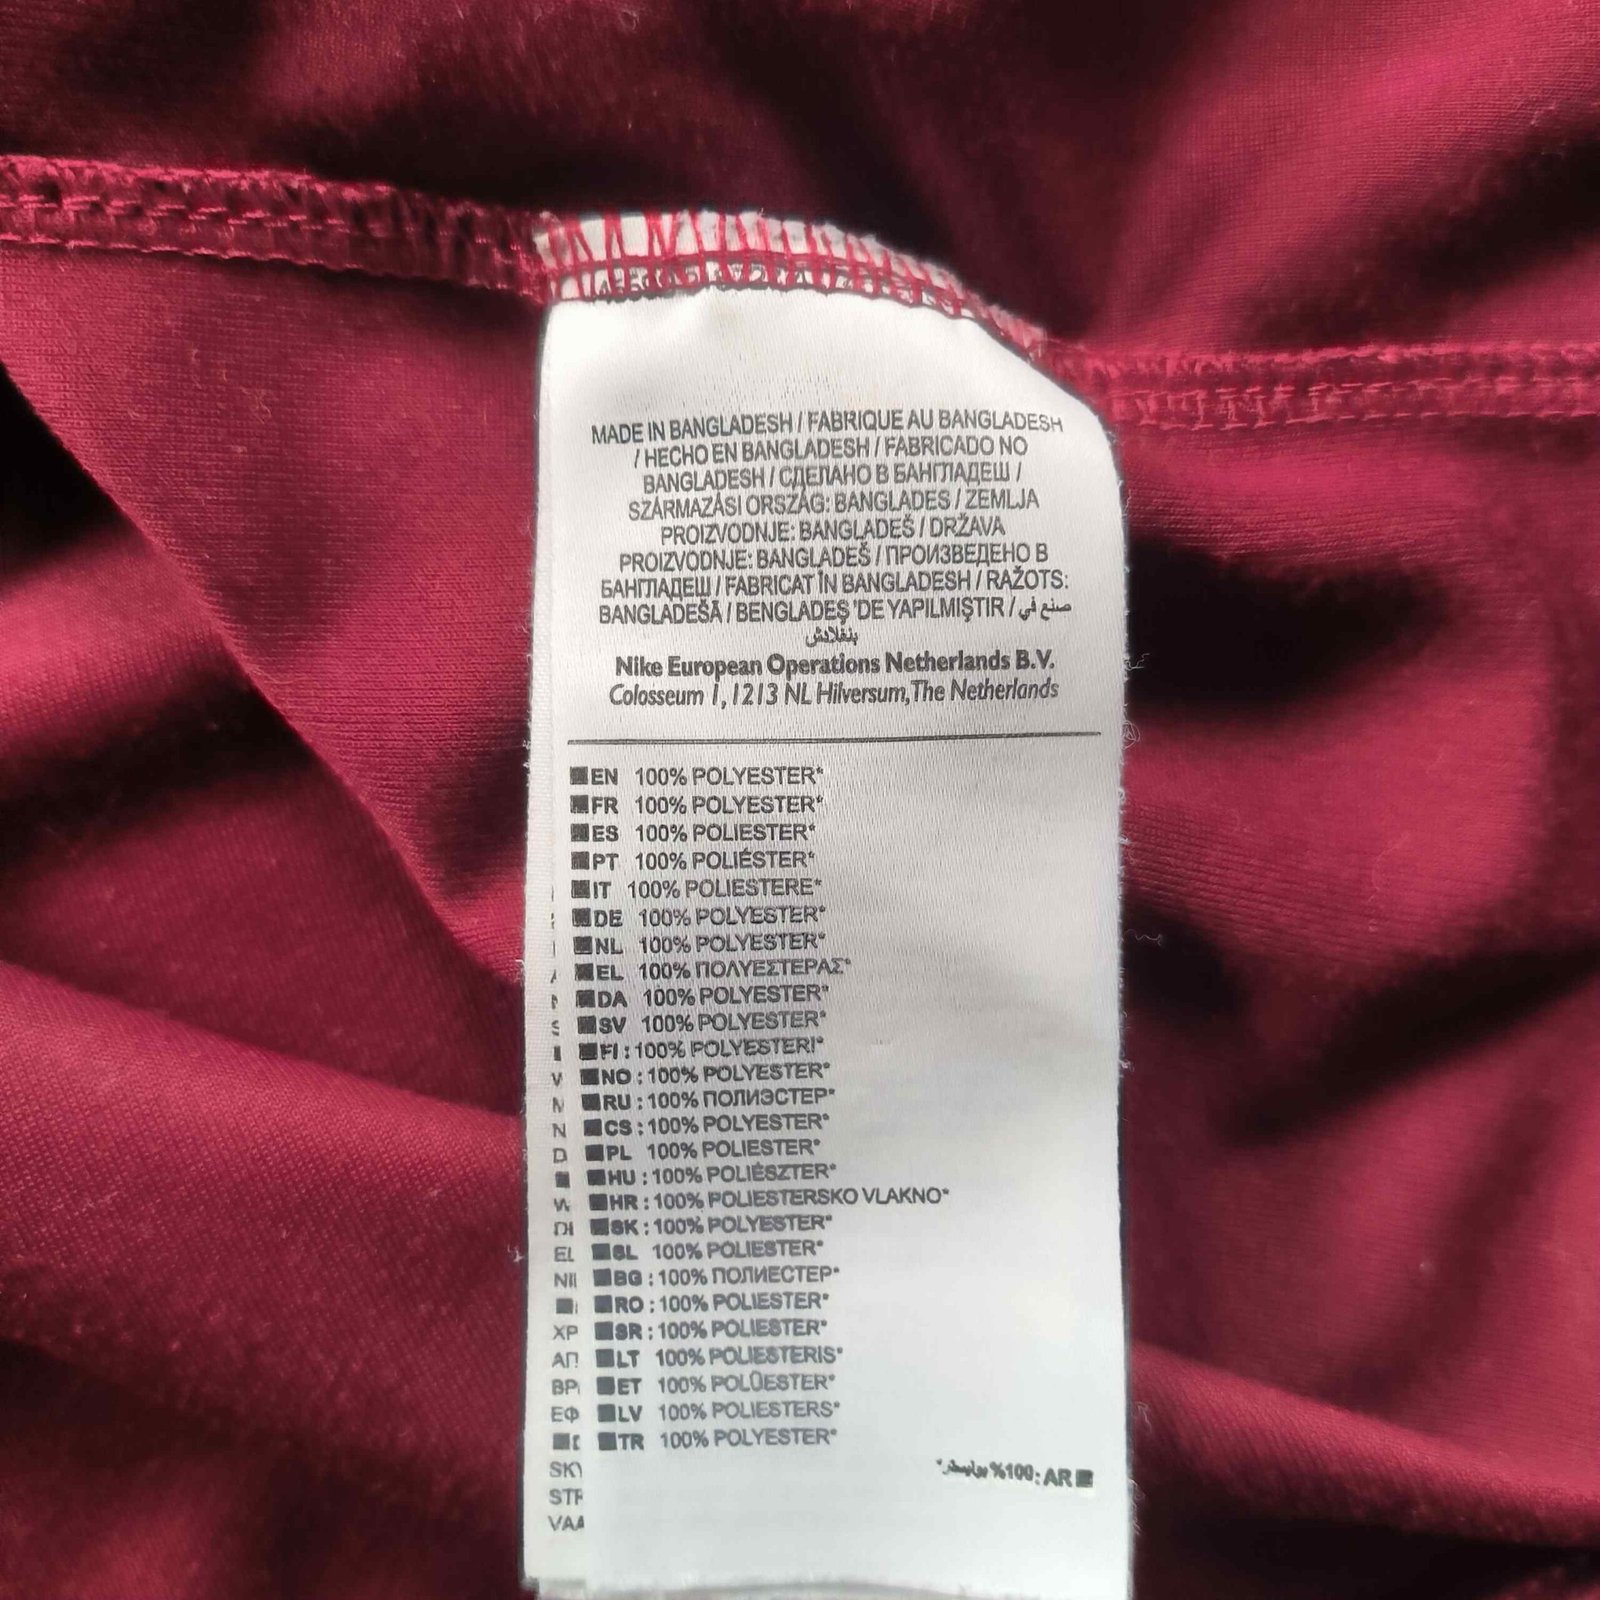 MADE IN BANGLADESH / FABRIQUE AU BANGLADESH
/ HECHO EN BANGLADESH / FABRICADO NO
BANGLADESH / СДЕЛАНО В БАНГЛАДЕШ /
SZÁRMAZÁSI ORSZÁG: BANGLADES / ZEMLJA
PROIZVODNJE: BANGLADEŠ / DRŽAVA
PROIZVODNJE: BANGLADEŠ / ПРОИЗВЕДЕНО В
БАНГЛАДЕШ / FABRICAT ÎN BANGLADESH / RAŽOTS:
BANGLADEŠĀ / BENGLADEŞ 'DE YAPILMIŞTIR / صنع في
بنغلادش
Nike European Operations Netherlands B.V.
Colosseum 1, 1213 NL Hilversum, The Netherlands
EN 100% POLYESTER*
FR 100% POLYESTER*
ES 100% POLIESTER*
PT 100% POLIÉSTER*
IT 100% POLIESTERE*
DE 100% POLYESTER*
NL 100% POLYESTER*
EL 100% ΠΟΛΥΕΣΤΕΡΑΣ*
DA 100% POLYESTER*
SV 100% POLYESTER*
FI : 100% POLYESTERI*
NO : 100% POLYESTER*
RU : 100% ПОЛИЭСТЕР*
CS : 100% POLYESTER*
PL 100% POLIESTER*
HU : 100% POLIÉSZTER*
HR : 100% POLIESTERSKO VLAKNO*
SK : 100% POLYESTER*
SL 100% POLIESTER*
BG : 100% ПОЛИЕСТЕР*
RO : 100% POLIESTER*
SR : 100% POLIESTER*
LT 100% POLIESTERIS*
ET 100% POLÜESTER*
LV 100% POLIESTERS*
TR 100% POLYESTER*
AR :100%